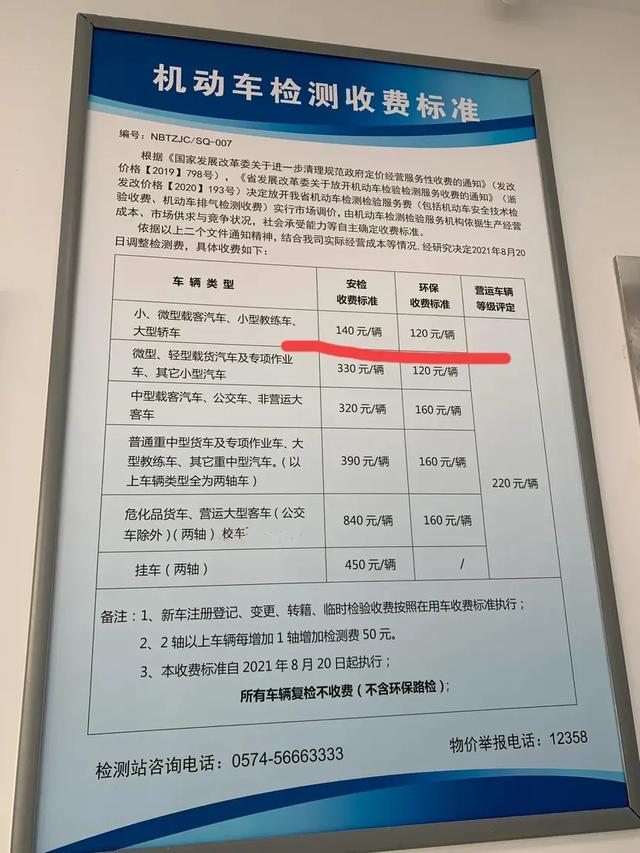 机动车检测收费标准
编号：NBTZJC/SQ-007
根据《国家发展改革委关于进一步清理规范政府定价经营服务性收费的通知》（发改
价格【2019】798号），《省发展改革委关于放开机动车检验检测服务收费的通知》（浙
发改价格【2020】193号）决定放开我省机动车检测检验服务费（包括机动车安全技术检
验收费、机动车排气检测收费）实行市场调价，由机动车检测检验服务机构依据生产经营
成本、市场供求与竟争状况，社会承受能力等自主确定收费标准。
依据以上二个文件通知精神，结合我司实际经营成本等情况、经研究决定2021年8月20
日调整检测费，具体收费如下：
车辆类型
安检
收费标准
环保
收费标准
营运车辆
等级评定
小、微型载客汽车、小型教练车、
大型轿车
140元/辆
120元/辆
微型、轻型载货汽车及专项作业
车、其它小型汽车
330元/辆
120元/辆
中型载客汽车、公交车、非营运大
客车
320元/辆
160元/辆
普通重中型货车及专项作业车、大
型教练车、其它重中型汽车。（以
上车辆类型全为两轴车）
390元/辆
160元/辆
220元/辆
危化品货车、营运大型客车（公交
车除外）（两轴）校车
840元/辆
160元/辆
挂车（两轴）
450元/辆
/
备注：1、新车注册登记、变更、转籍、临时检验收费按照在用车收费标准执行；
2、2轴以上车辆每增加1轴增加检测费50元。
3、本收费标准自2021年8月20日起执行；
所有车辆复检不收费（不含环保路检）；
检测站咨询电话：0574-56663333
物价举报电话：12358